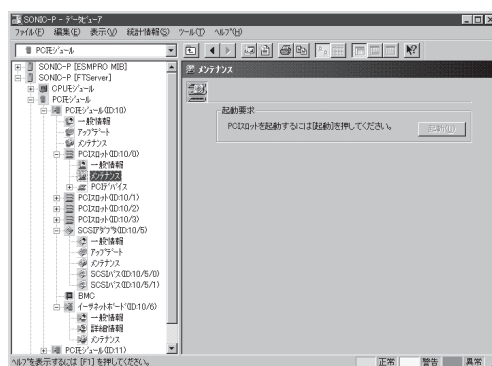 SONIC-P - データビューア
ファイル(F) 編集(E) 表示(V) 統計情報(S) ツール(T) ヘルプ(H)
PCIモジュール
SONIC-P [ESMPRO MIB]
SONIC-P [FTServer]
CPUモジュール
PCIモジュール
PCIモジュール(ID:10)
一般情報
アップデート
メンテナンス
PCIスロット(ID:10/0)
一般情報
メンテナンス
PCIデバイス
PCIスロット(ID:10/1)
PCIスロット(ID:10/2)
PCIスロット(ID:10/3)
SCSIアダプタ(ID:10/5)
一般情報
アップデート
メンテナンス
SCSIバス(ID:10/5/0)
SCSIバス(ID:10/5/1)
BMC
イーサネットボード(ID:10/6)
一般情報
詳細情報
メンテナンス
PCIモジュール(ID:11)
メンテナンス
起動要求
PCIスロットを起動するには[起動]を押してください。
起動(U)
ヘルプを表示するには [F1] を押してください。
正常
警告
異常